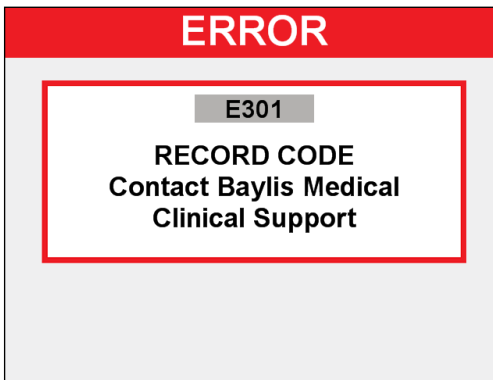 ERROR
E301
RECORD CODE
Contact Baylis Medical
Clinical Support